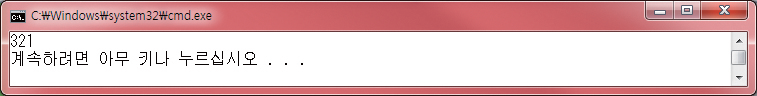 C:₩Windows₩system32₩cmd.exe
321
계속하려면 아무 키나 누르십시오 . . .